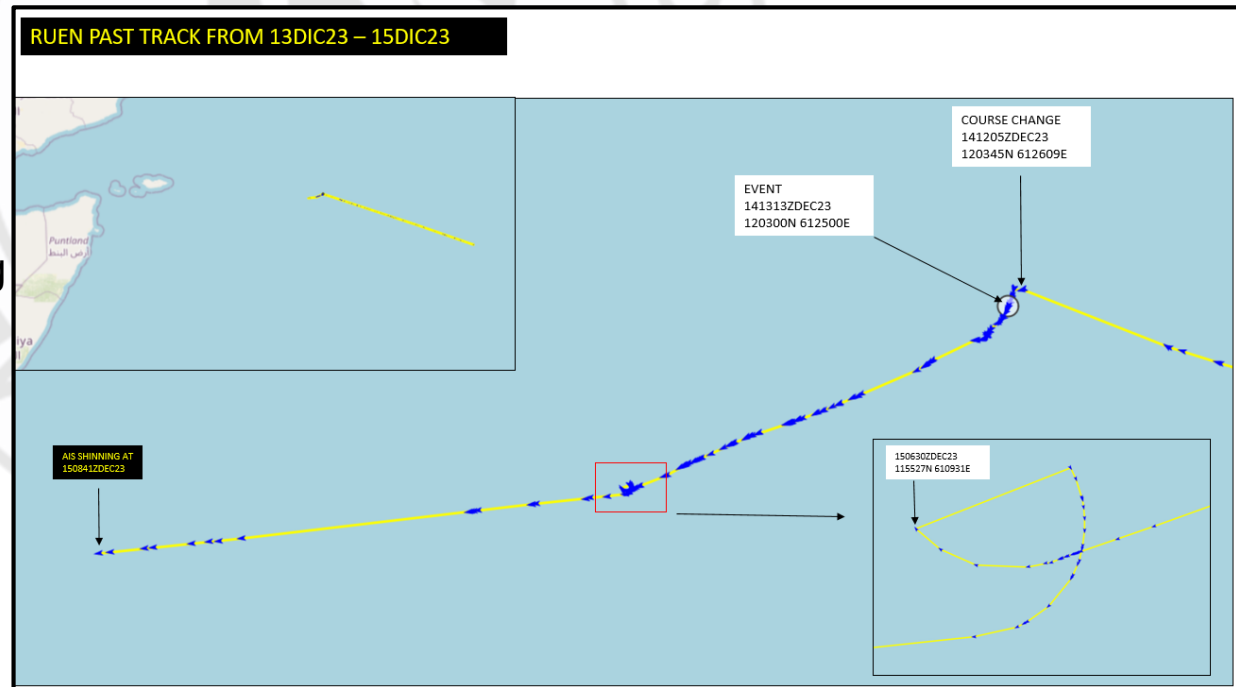 RUEN PAST TRACK FROM 13DIC23 – 15DIC23
COURSE CHANGE
141205ZDEC23
120345N 612609E
EVENT
141313ZDEC23
120300N 612500E
Puntland
أرض البنط
AIS SHINNING AT
150841ZDEC23
150630ZDEC23
115527N 610931E